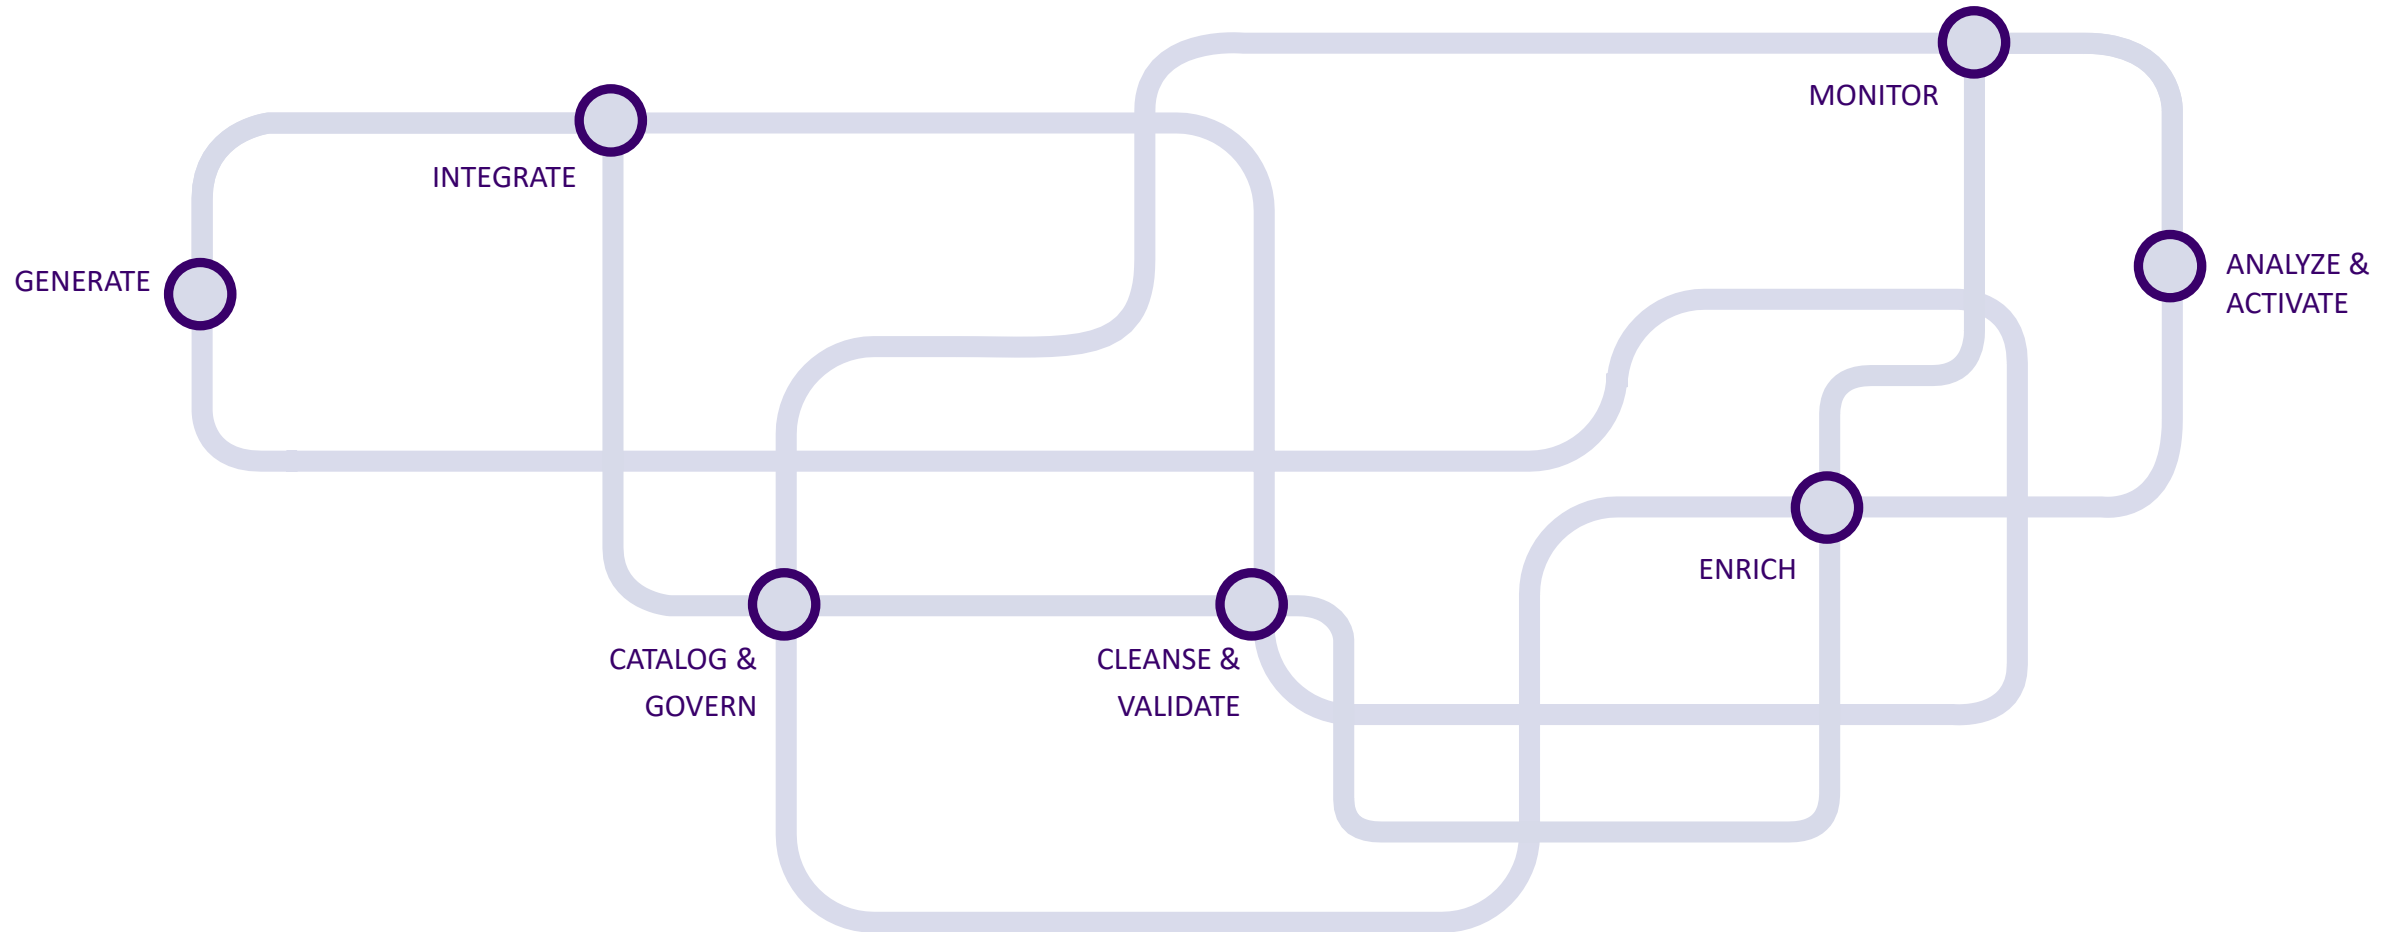 MONITOR
INTEGRATE
GENERATE
ANALYZE &
ACTIVATE
ENRICH
CATALOG &
GOVERN
CLEANSE &
VALIDATE